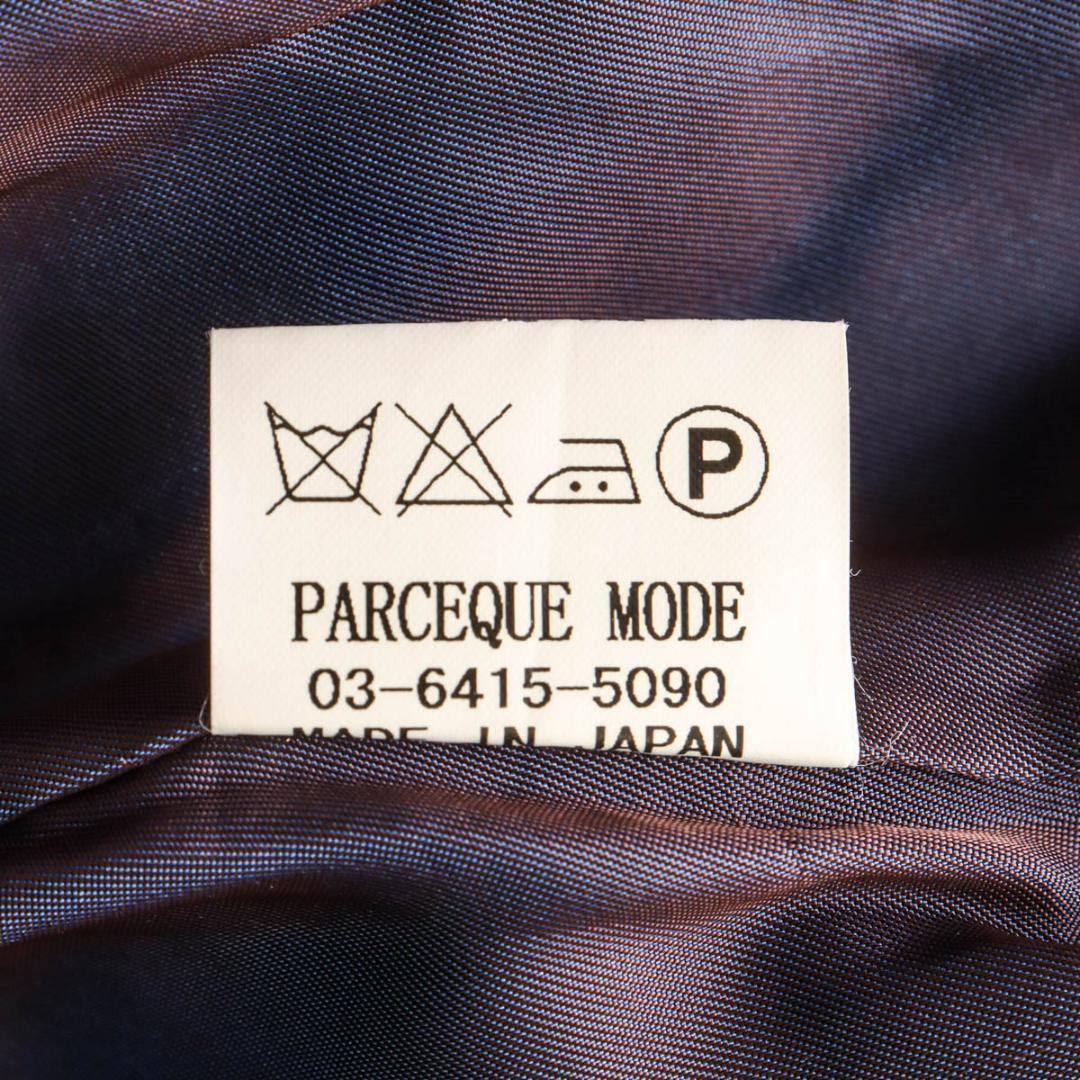 P
PARCEQUE MODE
03-6415-5090
MADE IN JAPAN